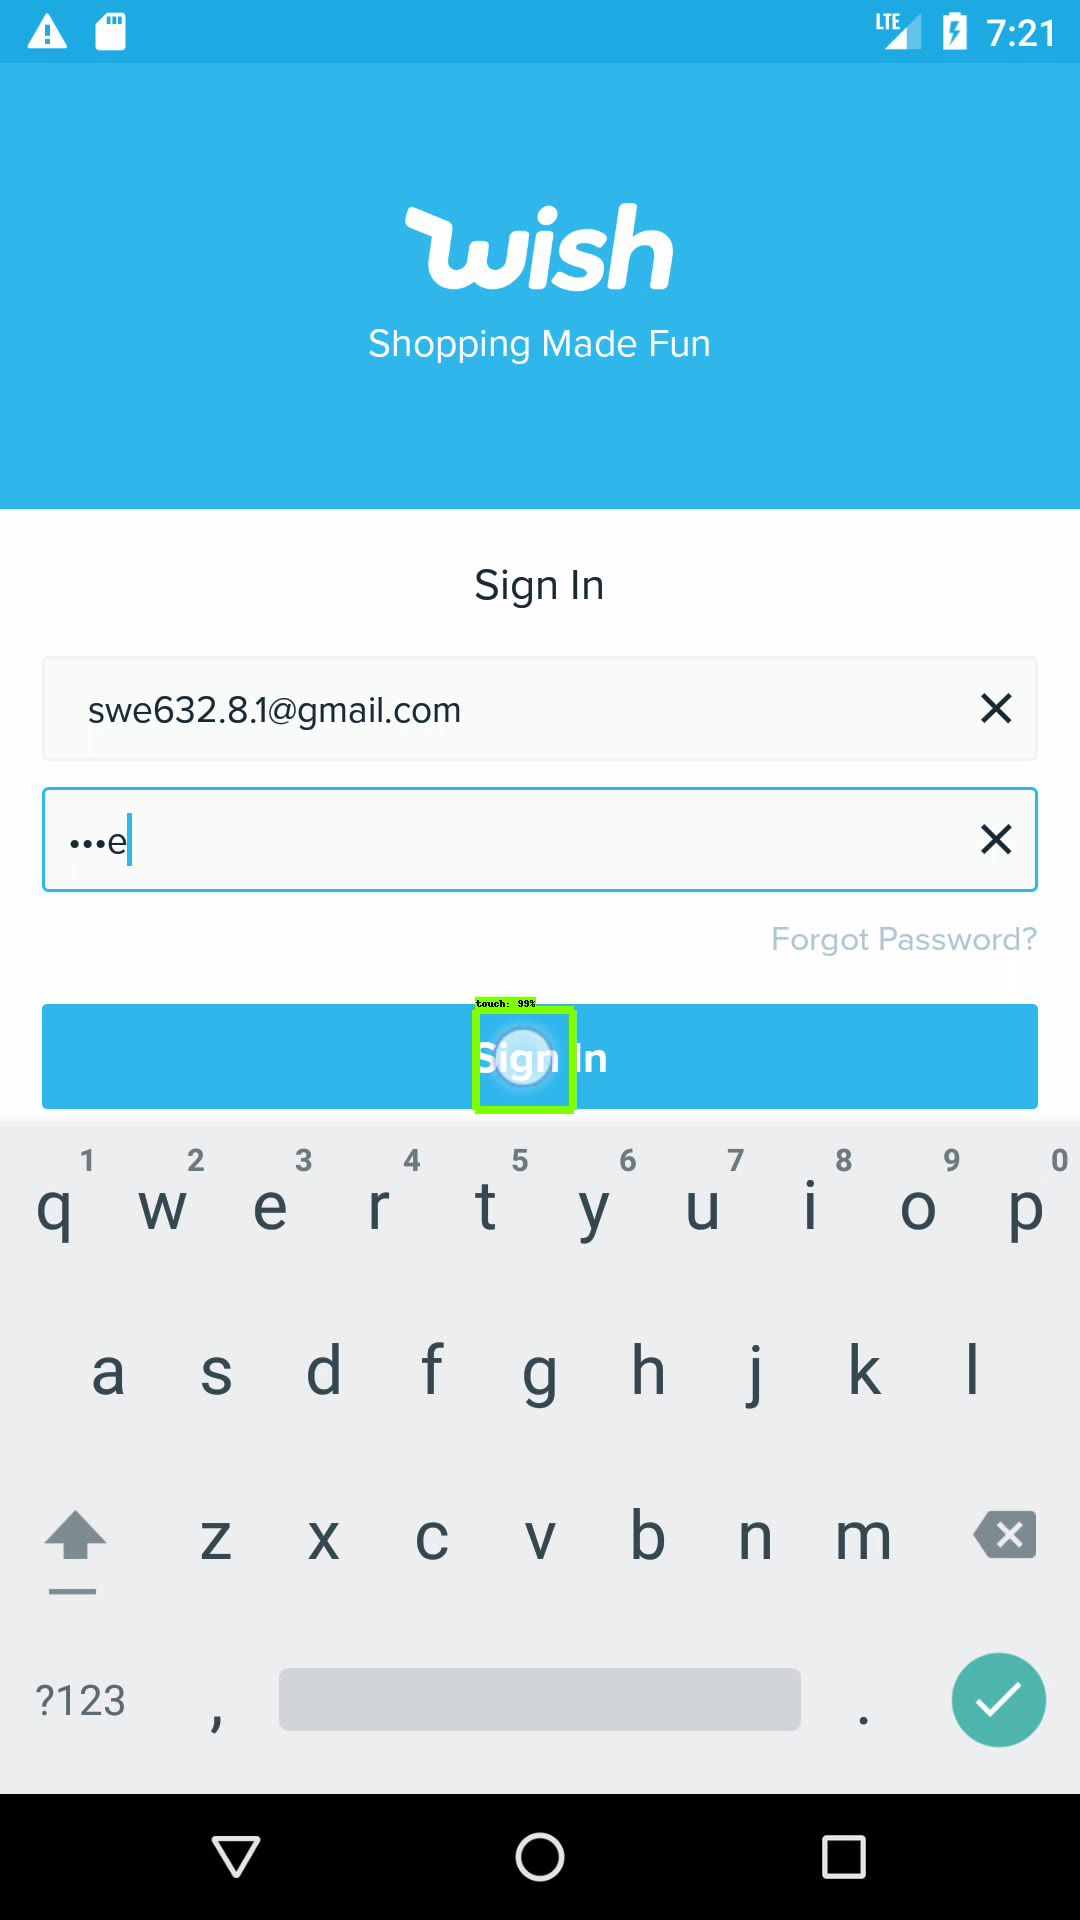 LTE 7:21
wish
Shopping Made Fun
Sign In
swe632.8.1@gmail.com
•••e
Forgot Password?
touch: 99%
Sign In
1 2 3 4 5 6 7 8 9 0
q w e r t y u i o p
a s d f g h j k l
z x c v b n m
?123 , .